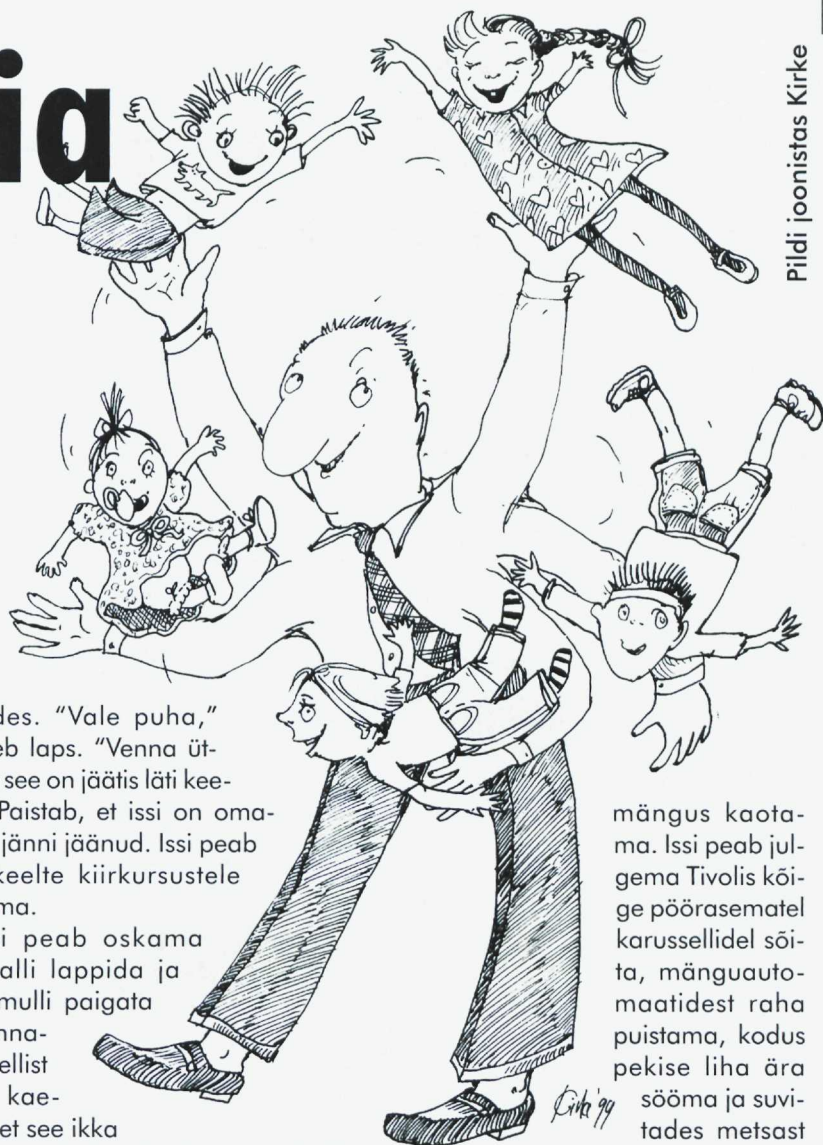 ia
Pildi joonistas Kirke
des. “Vale puha,”
eb laps. “Venna üt-
see on jäätis läti kee-
Paistab, et issi on oma-
jänni jäänud. Issi peab
keelte kiirkursustele
ma.
i peab oskama
alli lappida ja
mulli paigata
nna-
ellist
kae-
et see ikka
mängus kaota-
ma. Issi peab jul-
gema Tivolis kõi-
ge pöörasematel
karussellidel sõi-
ta, mänguauto-
maatidest raha
puistama, kodus
pekise liha ära
sööma ja suvi-
tades metsast
Kirke '99